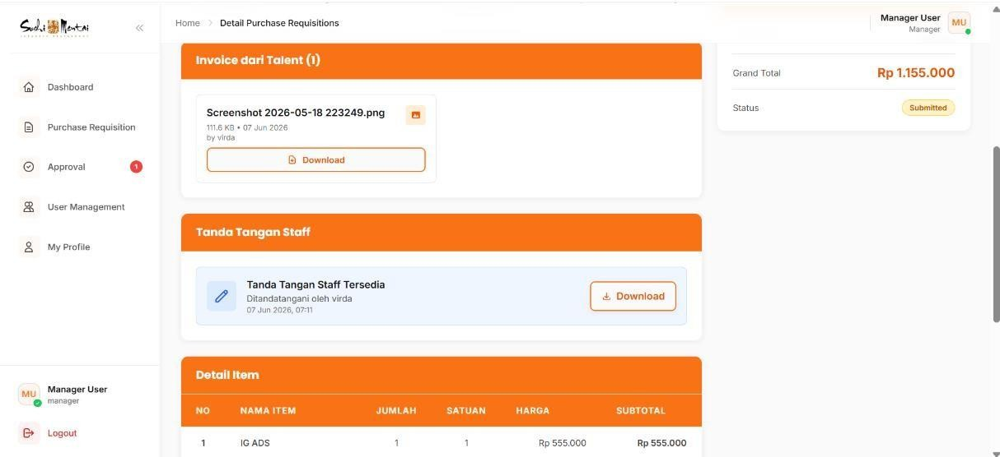 Sushi Mentai
Home
Detail Purchase Requisitions
Manager User
Manager
MU
Dashboard
Purchase Requisition
Approval
1
User Management
My Profile
MU
Manager User
manager
Logout
Invoice dari Talent (1)
Screenshot 2026-05-18 223249.png
111.6 KB • 07 Jun 2026
by virda
Download
Tanda Tangan Staff
Tanda Tangan Staff Tersedia
Ditandatangani oleh virda
07 Jun 2026, 07:11
Download
Detail Item
NO NAMA ITEM JUMLAH SATUAN HARGA SUBTOTAL
1 IG ADS 1 1 Rp 555.000 Rp 555.000
Grand Total Rp 1.155.000
Status Submitted